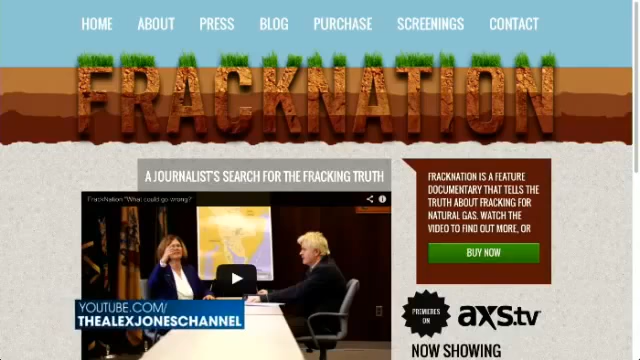 HOME ABOUT PRESS BLOG PURCHASE SCREENINGS CONTACT
FRACKNATION
A JOURNALIST'S SEARCH FOR THE FRACKING TRUTH
FrackNation "What could go wrong?"
YOUTUBE.COM/
THEALEXJONESCHANNEL
FRACKNATION IS A FEATURE
DOCUMENTARY THAT TELLS THE
TRUTH ABOUT FRACKING FOR
NATURAL GAS. WATCH THE
VIDEO TO FIND OUT MORE, OR
BUY NOW
PREMIERES
ON
axs.tv
NOW SHOWING